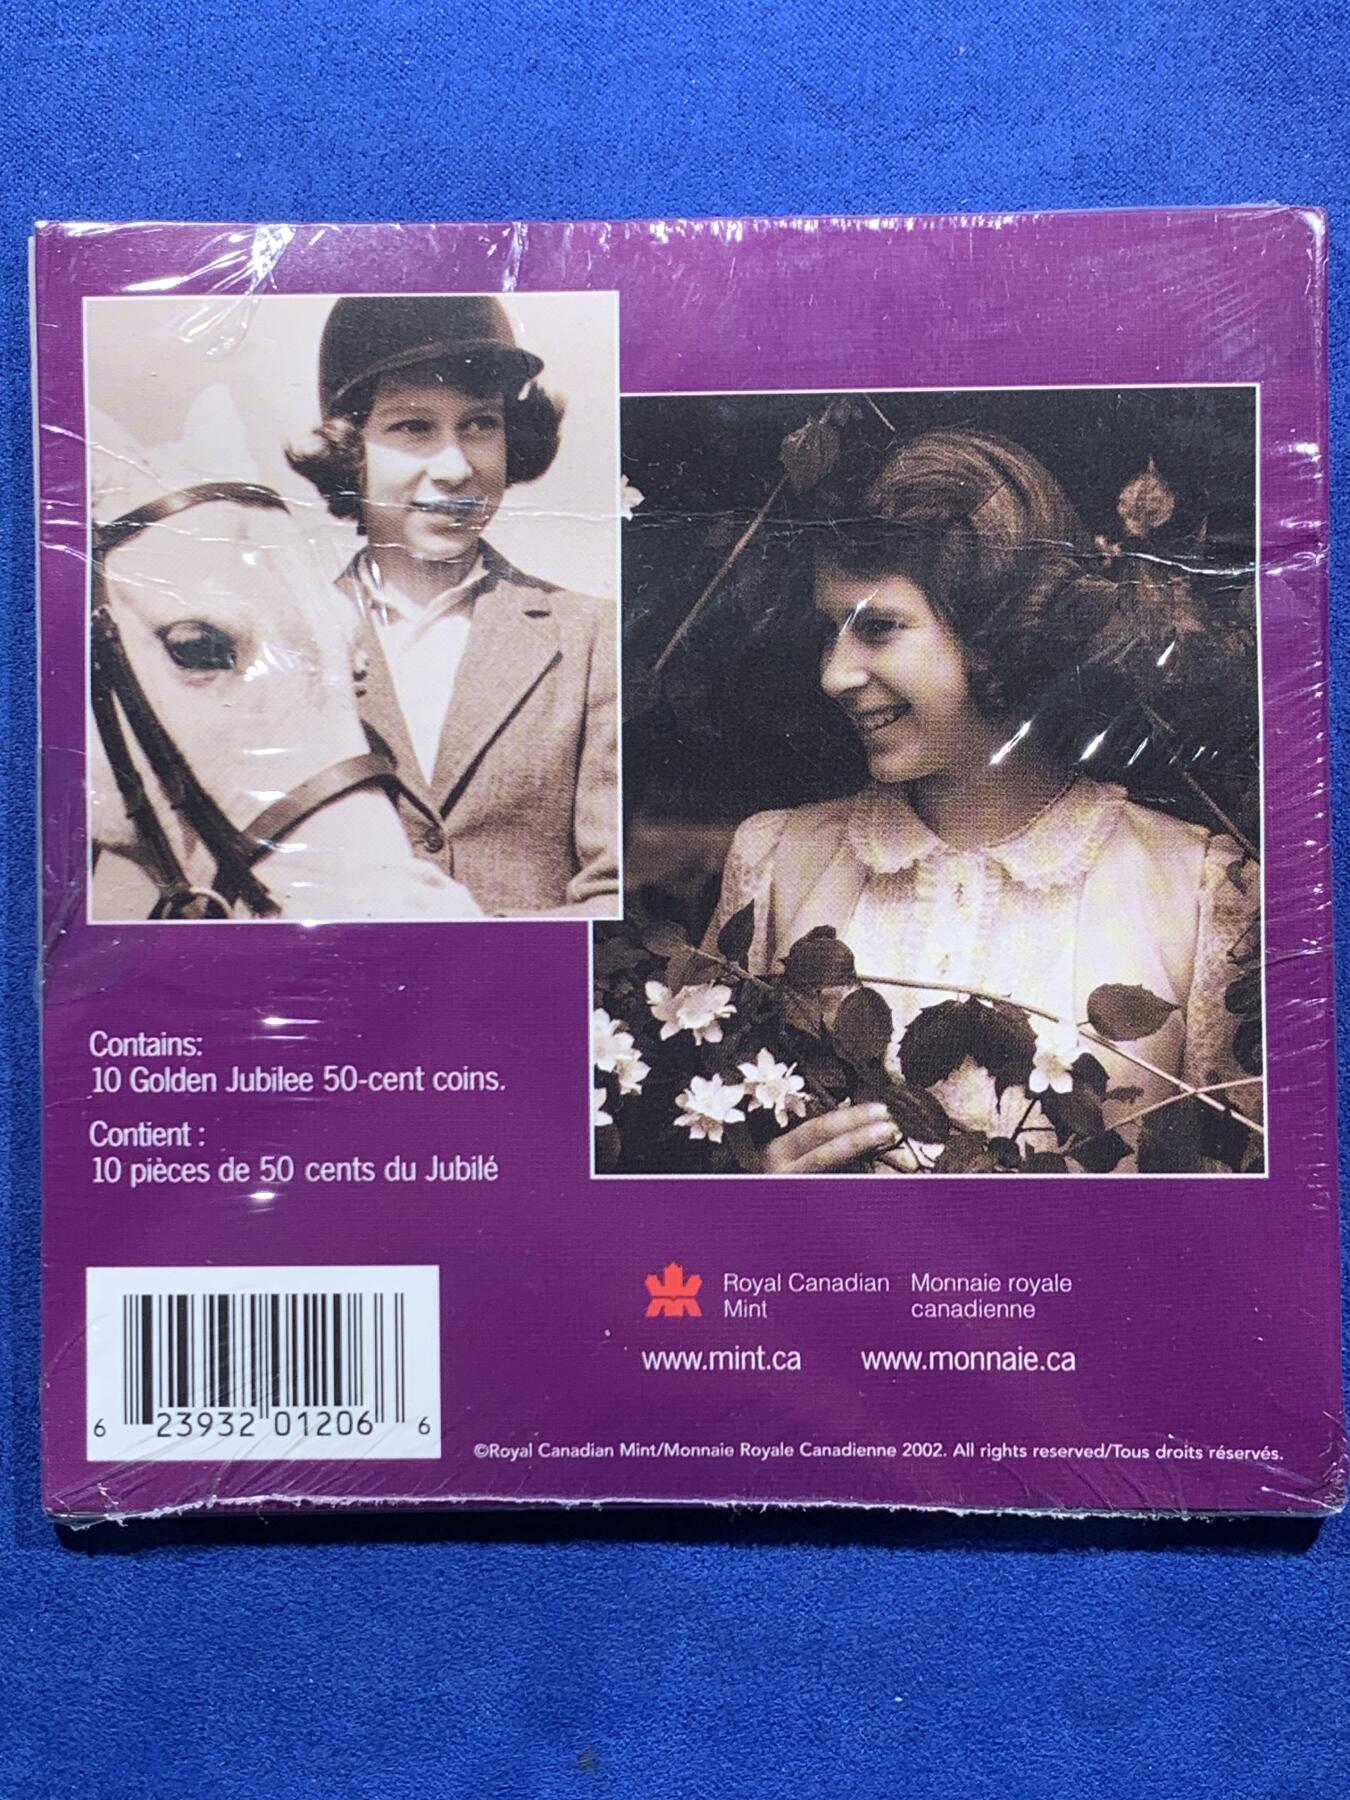 Contains:
10 Golden Jubilee 50-cent coins.
Contient :
10 pièces de 50 cents du Jubilé
Royal Canadian Mint
Monnaie royale canadienne
www.mint.ca www.monnaie.ca
6 23932 01206 6
©Royal Canadian Mint/Monnaie Royale Canadienne 2002. All rights reserved/Tous droits réservés.